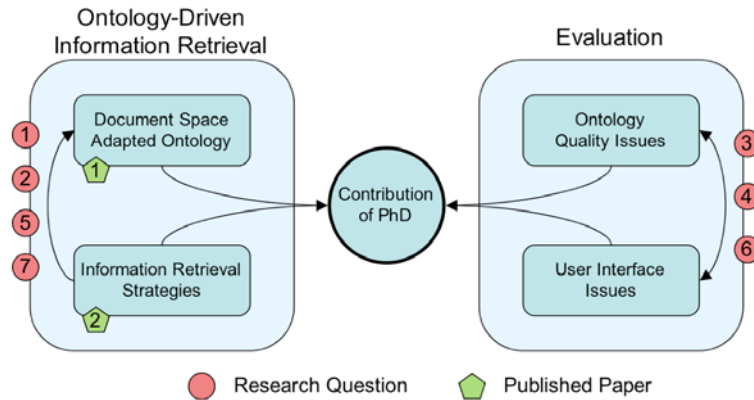 Ontology-Driven
Information Retrieval
Evaluation
Document Space
Adapted Ontology
1
1
2
5
7
Information Retrieval
Strategies
2
Contribution
of PhD
Ontology
Quality Issues
3
4
6
User Interface
Issues
Research Question
Published Paper